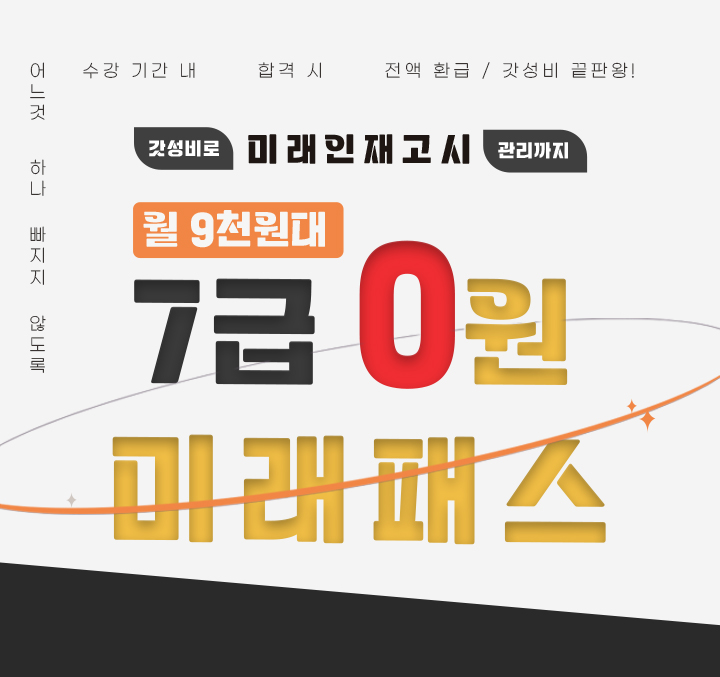 수강 기간 내 합격 시 전액 환급 / 갓성비 끝판왕!
어느것 하나 빠지지 않도록
갓성비로 미래인재고시 관리까지
월 9천원대
7급 0원
미래패스